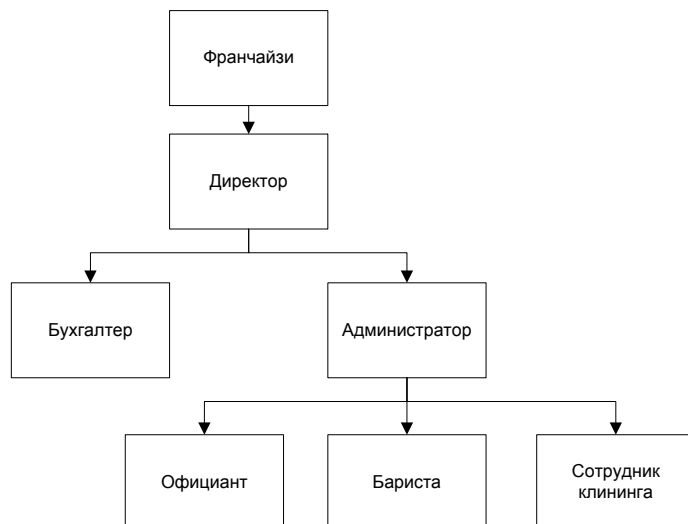 Франчайзи
Директор
Бухгалтер
Администратор
Официант
Бариста
Сотрудник
клининга